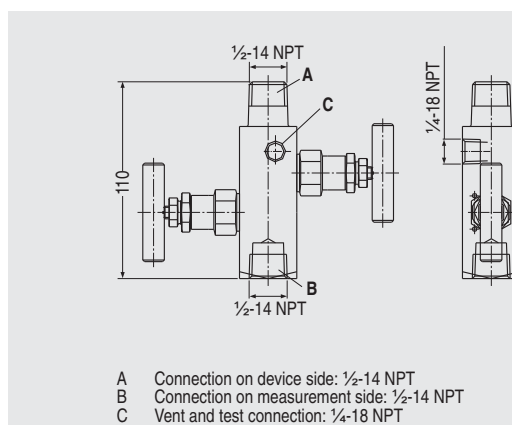 ½-14 NPT
A
C
¼-18 NPT
110
B
½-14 NPT
A Connection on device side: ½-14 NPT
B Connection on measurement side: ½-14 NPT
C Vent and test connection: ¼-18 NPT